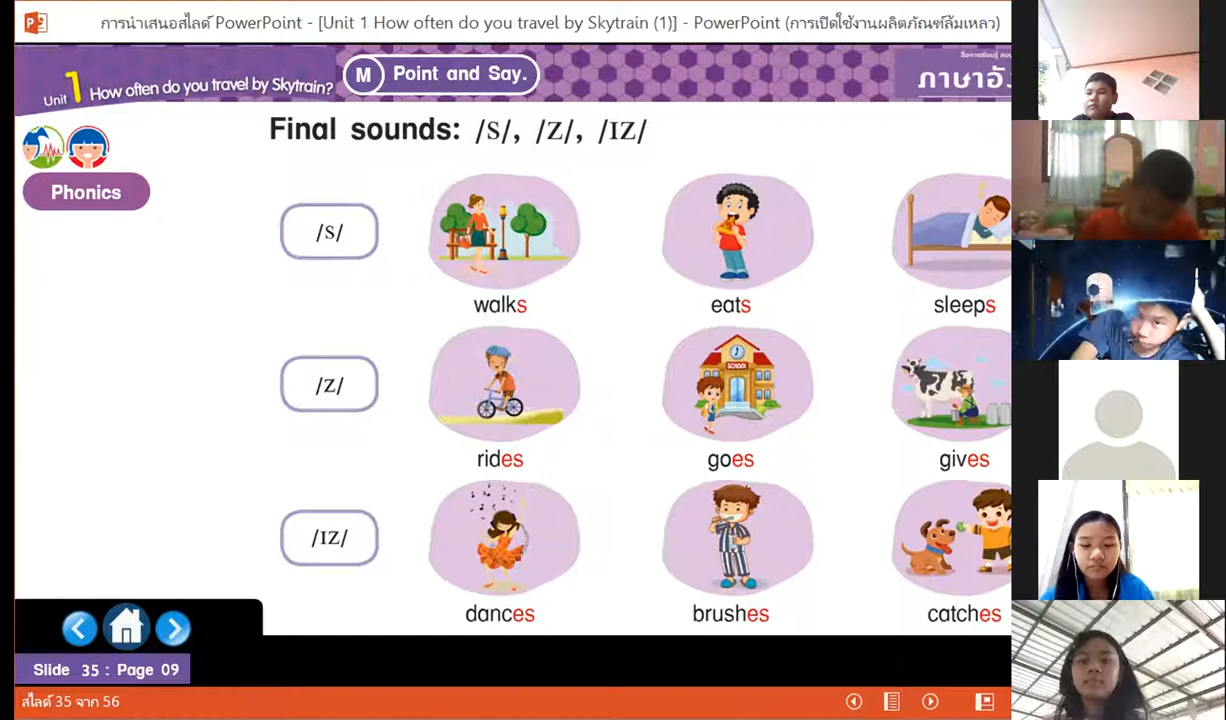 การนำเสนอสไลด์ PowerPoint - [Unit 1 How often do you travel by Skytrain (1)] - PowerPoint (การเปิดใช้งานผลิตภัณฑ์ล้มเหลว)
Unit 1 How often do you travel by Skytrain?
M Point and Say.
ภาษาอัง
Final sounds: /s/, /z/, /ɪz/
Phonics
/s/
walks eats sleeps
/z/
SCHOOL
rides goes gives
/ɪz/
dances brushes catches
Slide 35 : Page 09
สไลด์ 35 จาก 56